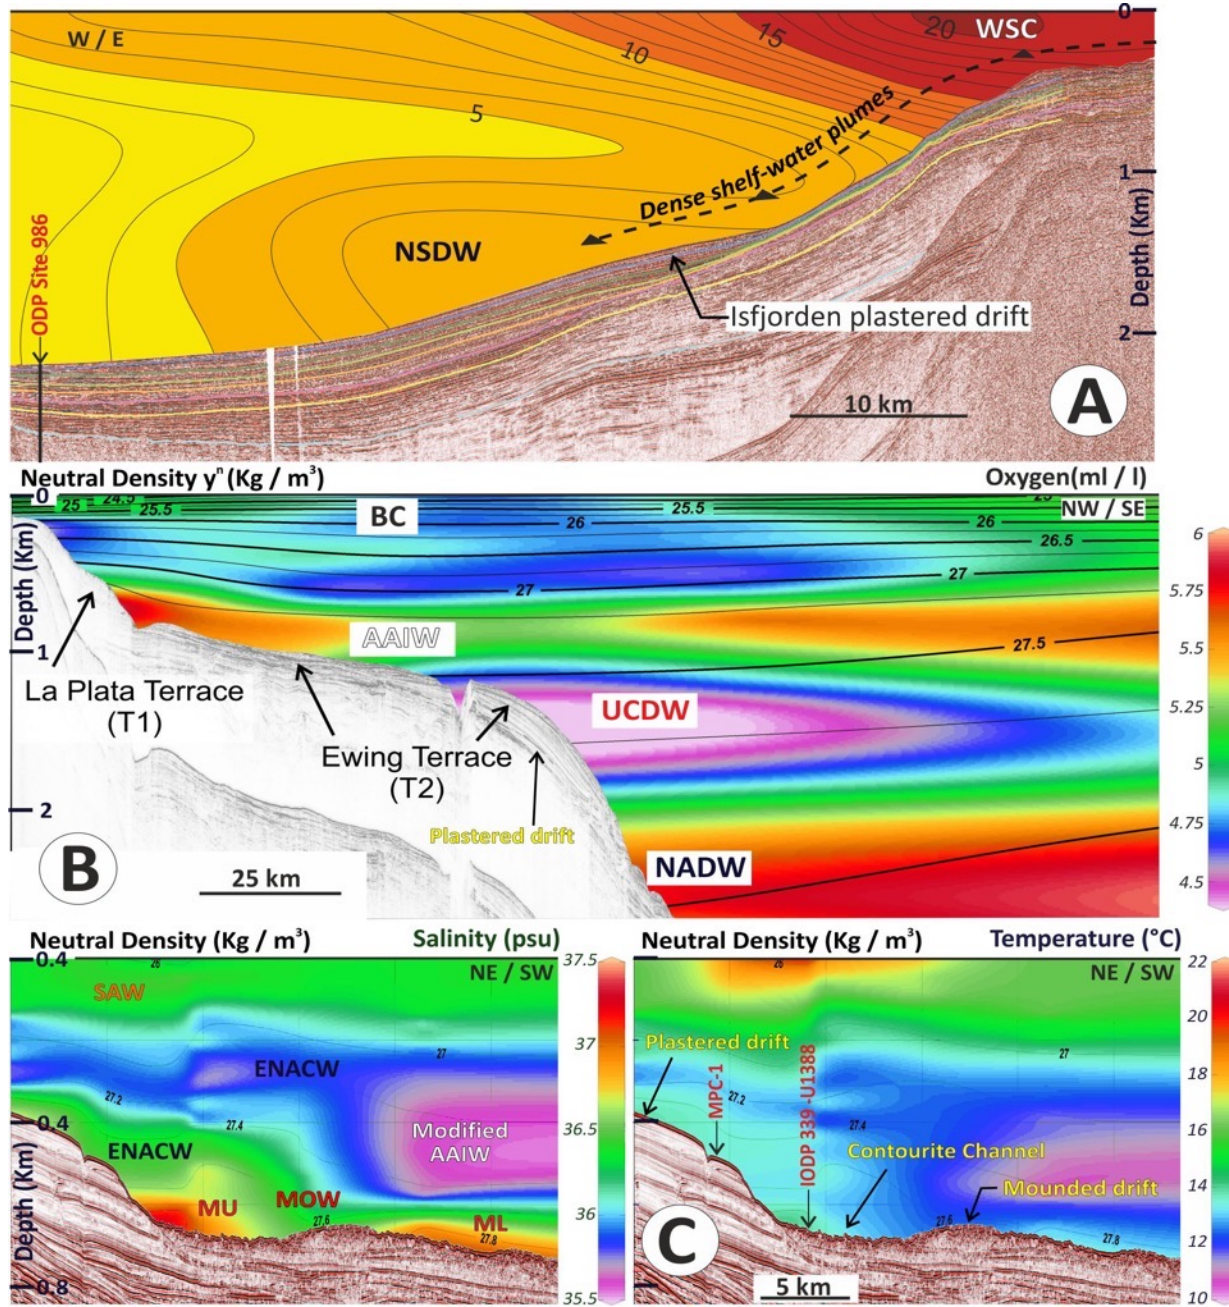 W / E
WSC
20
15
10
5
0
Dense shelf-water plumes
1
NSDW
ODP Site 986
Isfjorden plastered drift
2
Depth (Km)
10 km
A
Neutral Density yⁿ (Kg / m³)
Oxygen(ml / l)
0
24.5
25
25.5
BC
25.5
26
26
NW / SE
26.5
27
27
6
5.75
5.5
5.25
5
4.75
4.5
Depth (Km)
AAIW
27.5
1
La Plata Terrace
(T1)
UCDW
Ewing Terrace
(T2)
2
Plastered drift
NADW
B
25 km
Neutral Density (Kg / m³)
Salinity (psu)
0.4
26
NE / SW
SAW
37.5
37
36.5
36
35.5
27
ENACW
27.2
27.4
0.4
Modified
AAIW
ENACW
MU
MOW
ML
27.6
27.8
Depth (Km)
0.8
Neutral Density (Kg / m³)
Temperature (°C)
26
NE / SW
22
20
18
16
14
12
10
Plastered drift
27
MPC-1
27.2
27.4
IODP 339 -U1388
Contourite Channel
Mounded drift
27.6
27.8
C
5 km